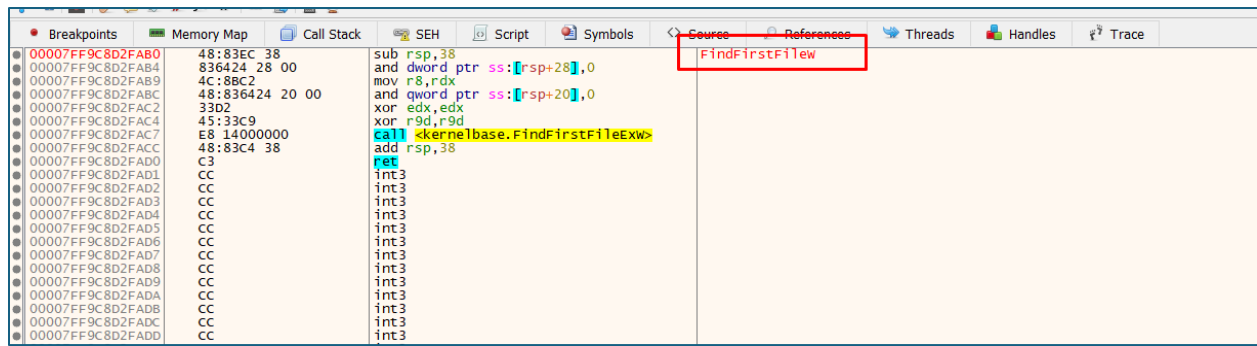 Breakpoints Memory Map Call Stack SEH Script Symbols Source References Threads Handles Trace
00007FF9C8D2FAB0 48:83EC 38 sub rsp,38 FindFirstFileW
00007FF9C8D2FAB4 836424 28 00 and dword ptr ss:[rsp+28],0
00007FF9C8D2FAB9 4C:8BC2 mov r8,rdx
00007FF9C8D2FABC 48:836424 20 00 and qword ptr ss:[rsp+20],0
00007FF9C8D2FAC2 33D2 xor edx,edx
00007FF9C8D2FAC4 45:33C9 xor r9d,r9d
00007FF9C8D2FAC7 E8 14000000 call <kernelbase.FindFirstFileExW>
00007FF9C8D2FACC 48:83C4 38 add rsp,38
00007FF9C8D2FAD0 C3 ret
00007FF9C8D2FAD1 CC int3
00007FF9C8D2FAD2 CC int3
00007FF9C8D2FAD3 CC int3
00007FF9C8D2FAD4 CC int3
00007FF9C8D2FAD5 CC int3
00007FF9C8D2FAD6 CC int3
00007FF9C8D2FAD7 CC int3
00007FF9C8D2FAD8 CC int3
00007FF9C8D2FAD9 CC int3
00007FF9C8D2FADA CC int3
00007FF9C8D2FADB CC int3
00007FF9C8D2FADC CC int3
00007FF9C8D2FADD CC int3